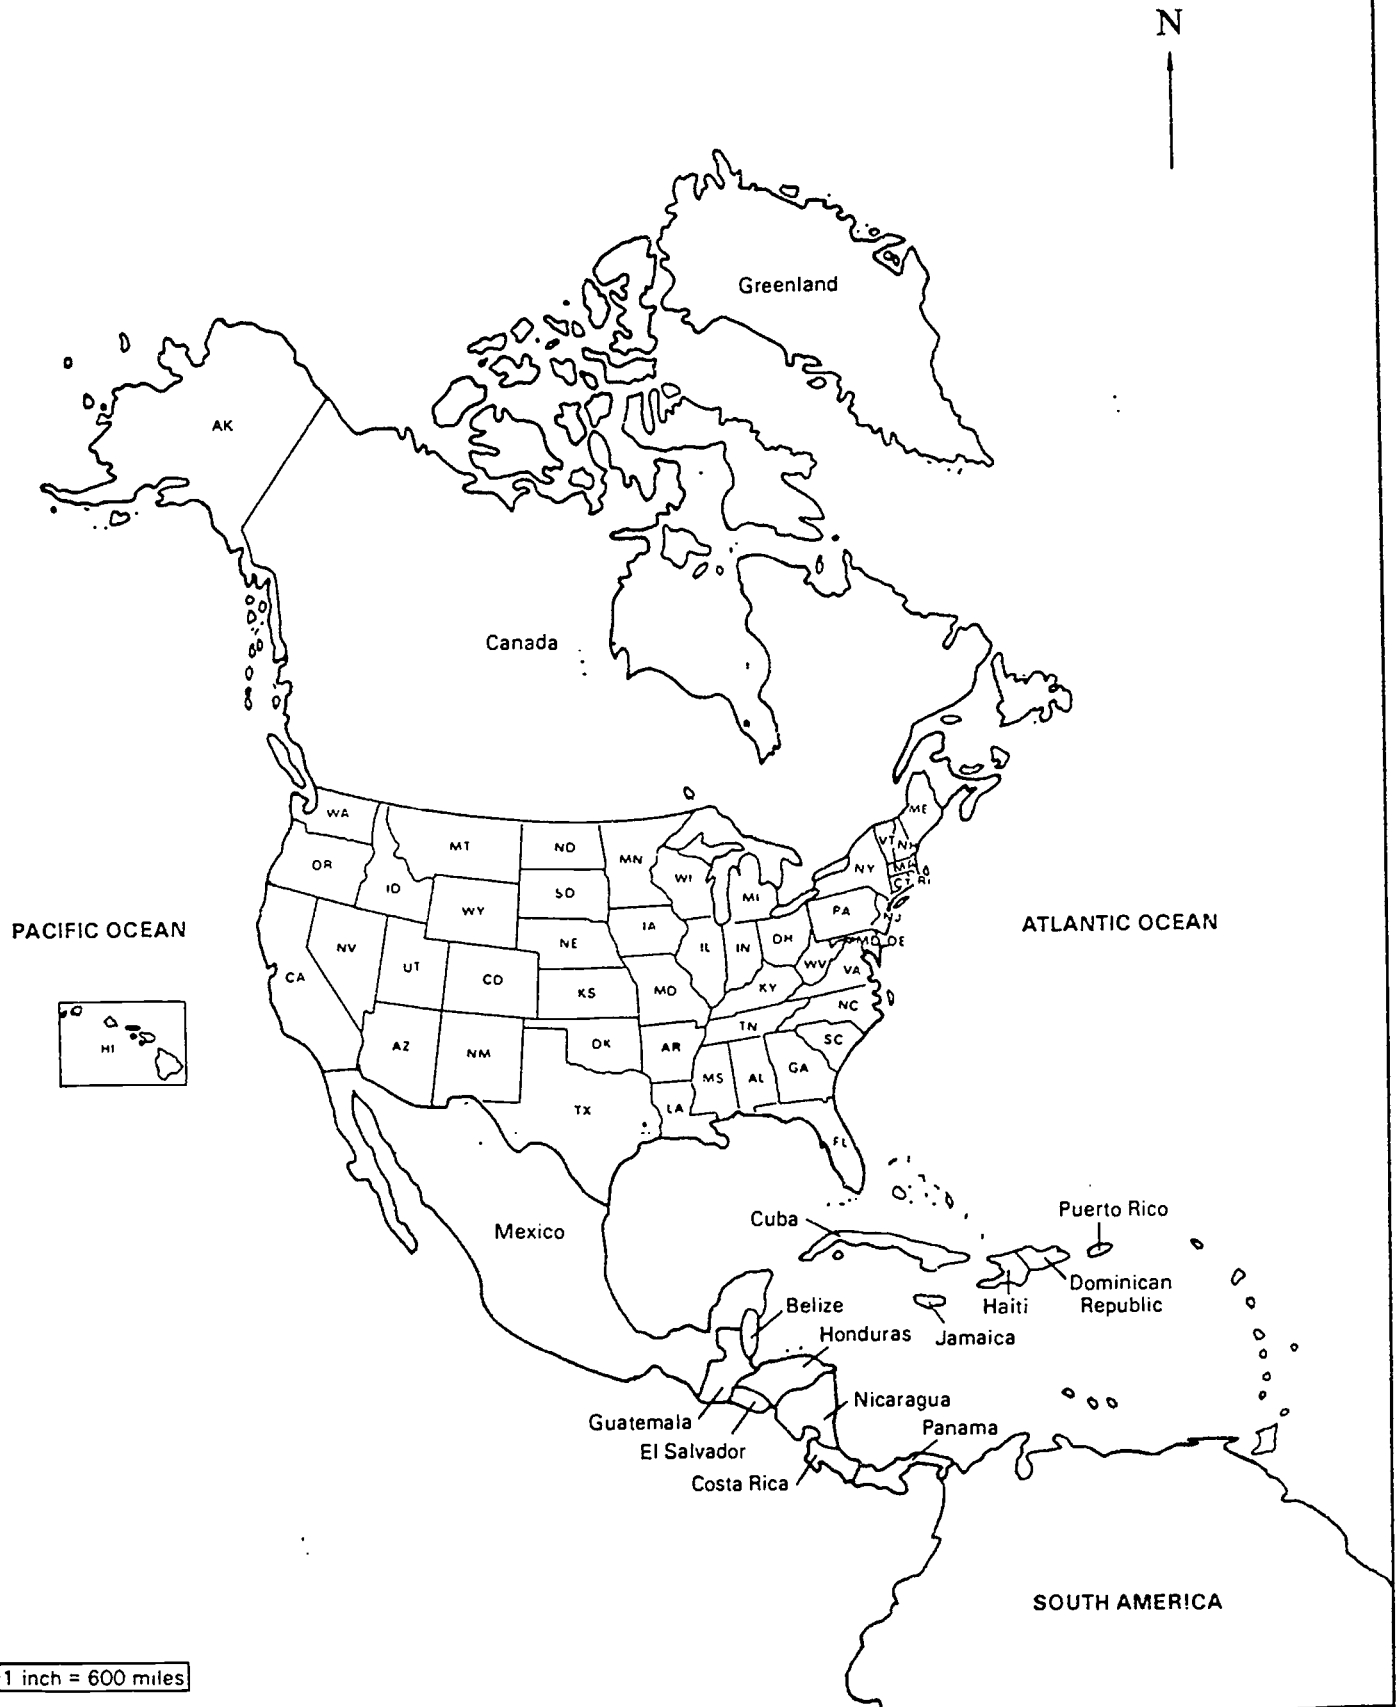 N
Greenland
AK
Canada
WA
MT
ND
MN
ME
VT
NH
OR
ID
SD
WI
MI
NY
MA
CT RI
WY
PA
NJ
PACIFIC OCEAN
ATLANTIC OCEAN
NV
UT
NE
IA
IL
IN
OH
MD DE
CA
CO
KS
MO
KY
WV
VA
NC
HI
AZ
NM
OK
AR
TN
SC
MS
AL
GA
TX
LA
FL
Mexico
Cuba
Puerto Rico
Dominican
Republic
Haiti
Jamaica
Belize
Honduras
Nicaragua
Guatemala
El Salvador
Panama
Costa Rica
SOUTH AMERICA
1 inch = 600 miles